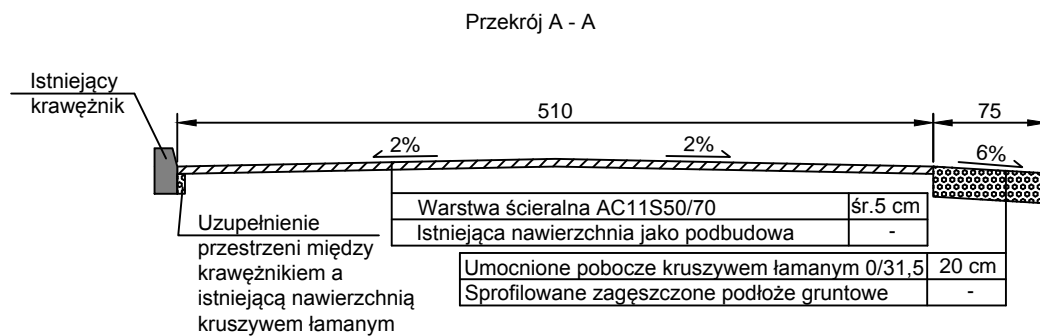 Przekrój A - A
Istniejący
krawężnik
510
75
2%
2%
6%
Warstwa ścieralna AC11S50/70 śr.5 cm
Istniejąca nawierzchnia jako podbudowa -
Uzupełnienie
przestrzeni między
krawężnikiem a
istniejącą nawierzchnią
kruszywem łamanym
Umocnione pobocze kruszywem łamanym 0/31,5 20 cm
Sprofilowane zagęszczone podłoże gruntowe -